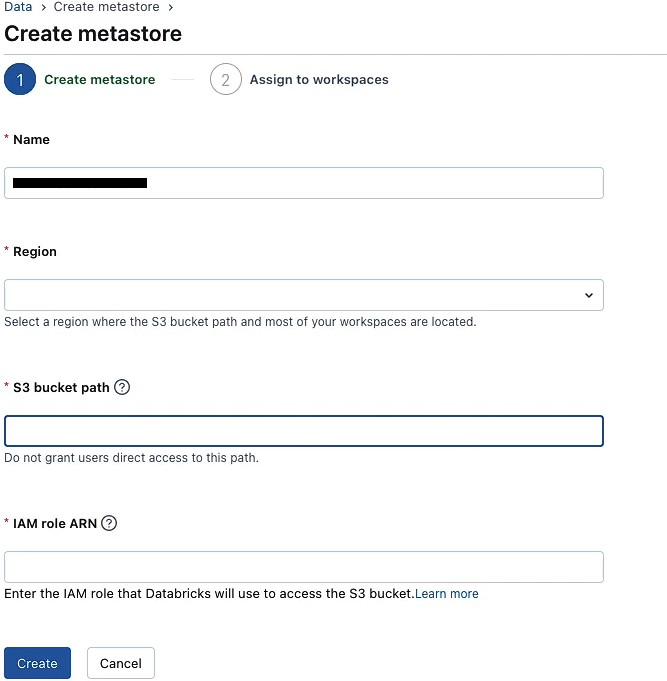 Data > Create metastore >
Create metastore
1 Create metastore 2 Assign to workspaces
* Name
* Region
Select a region where the S3 bucket path and most of your workspaces are located.
* S3 bucket path ?
Do not grant users direct access to this path.
* IAM role ARN ?
Enter the IAM role that Databricks will use to access the S3 bucket.Learn more
Create Cancel